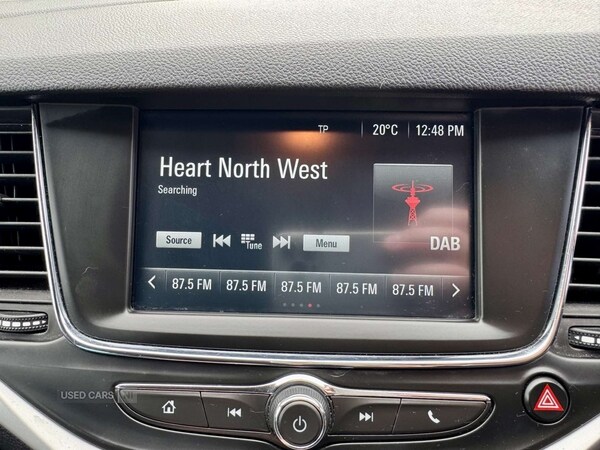 TP 20°C 12:48 PM
Heart North West
Searching
Source Tune Menu
DAB
87.5 FM 87.5 FM 87.5 FM 87.5 FM 87.5 FM
USED CARS NI